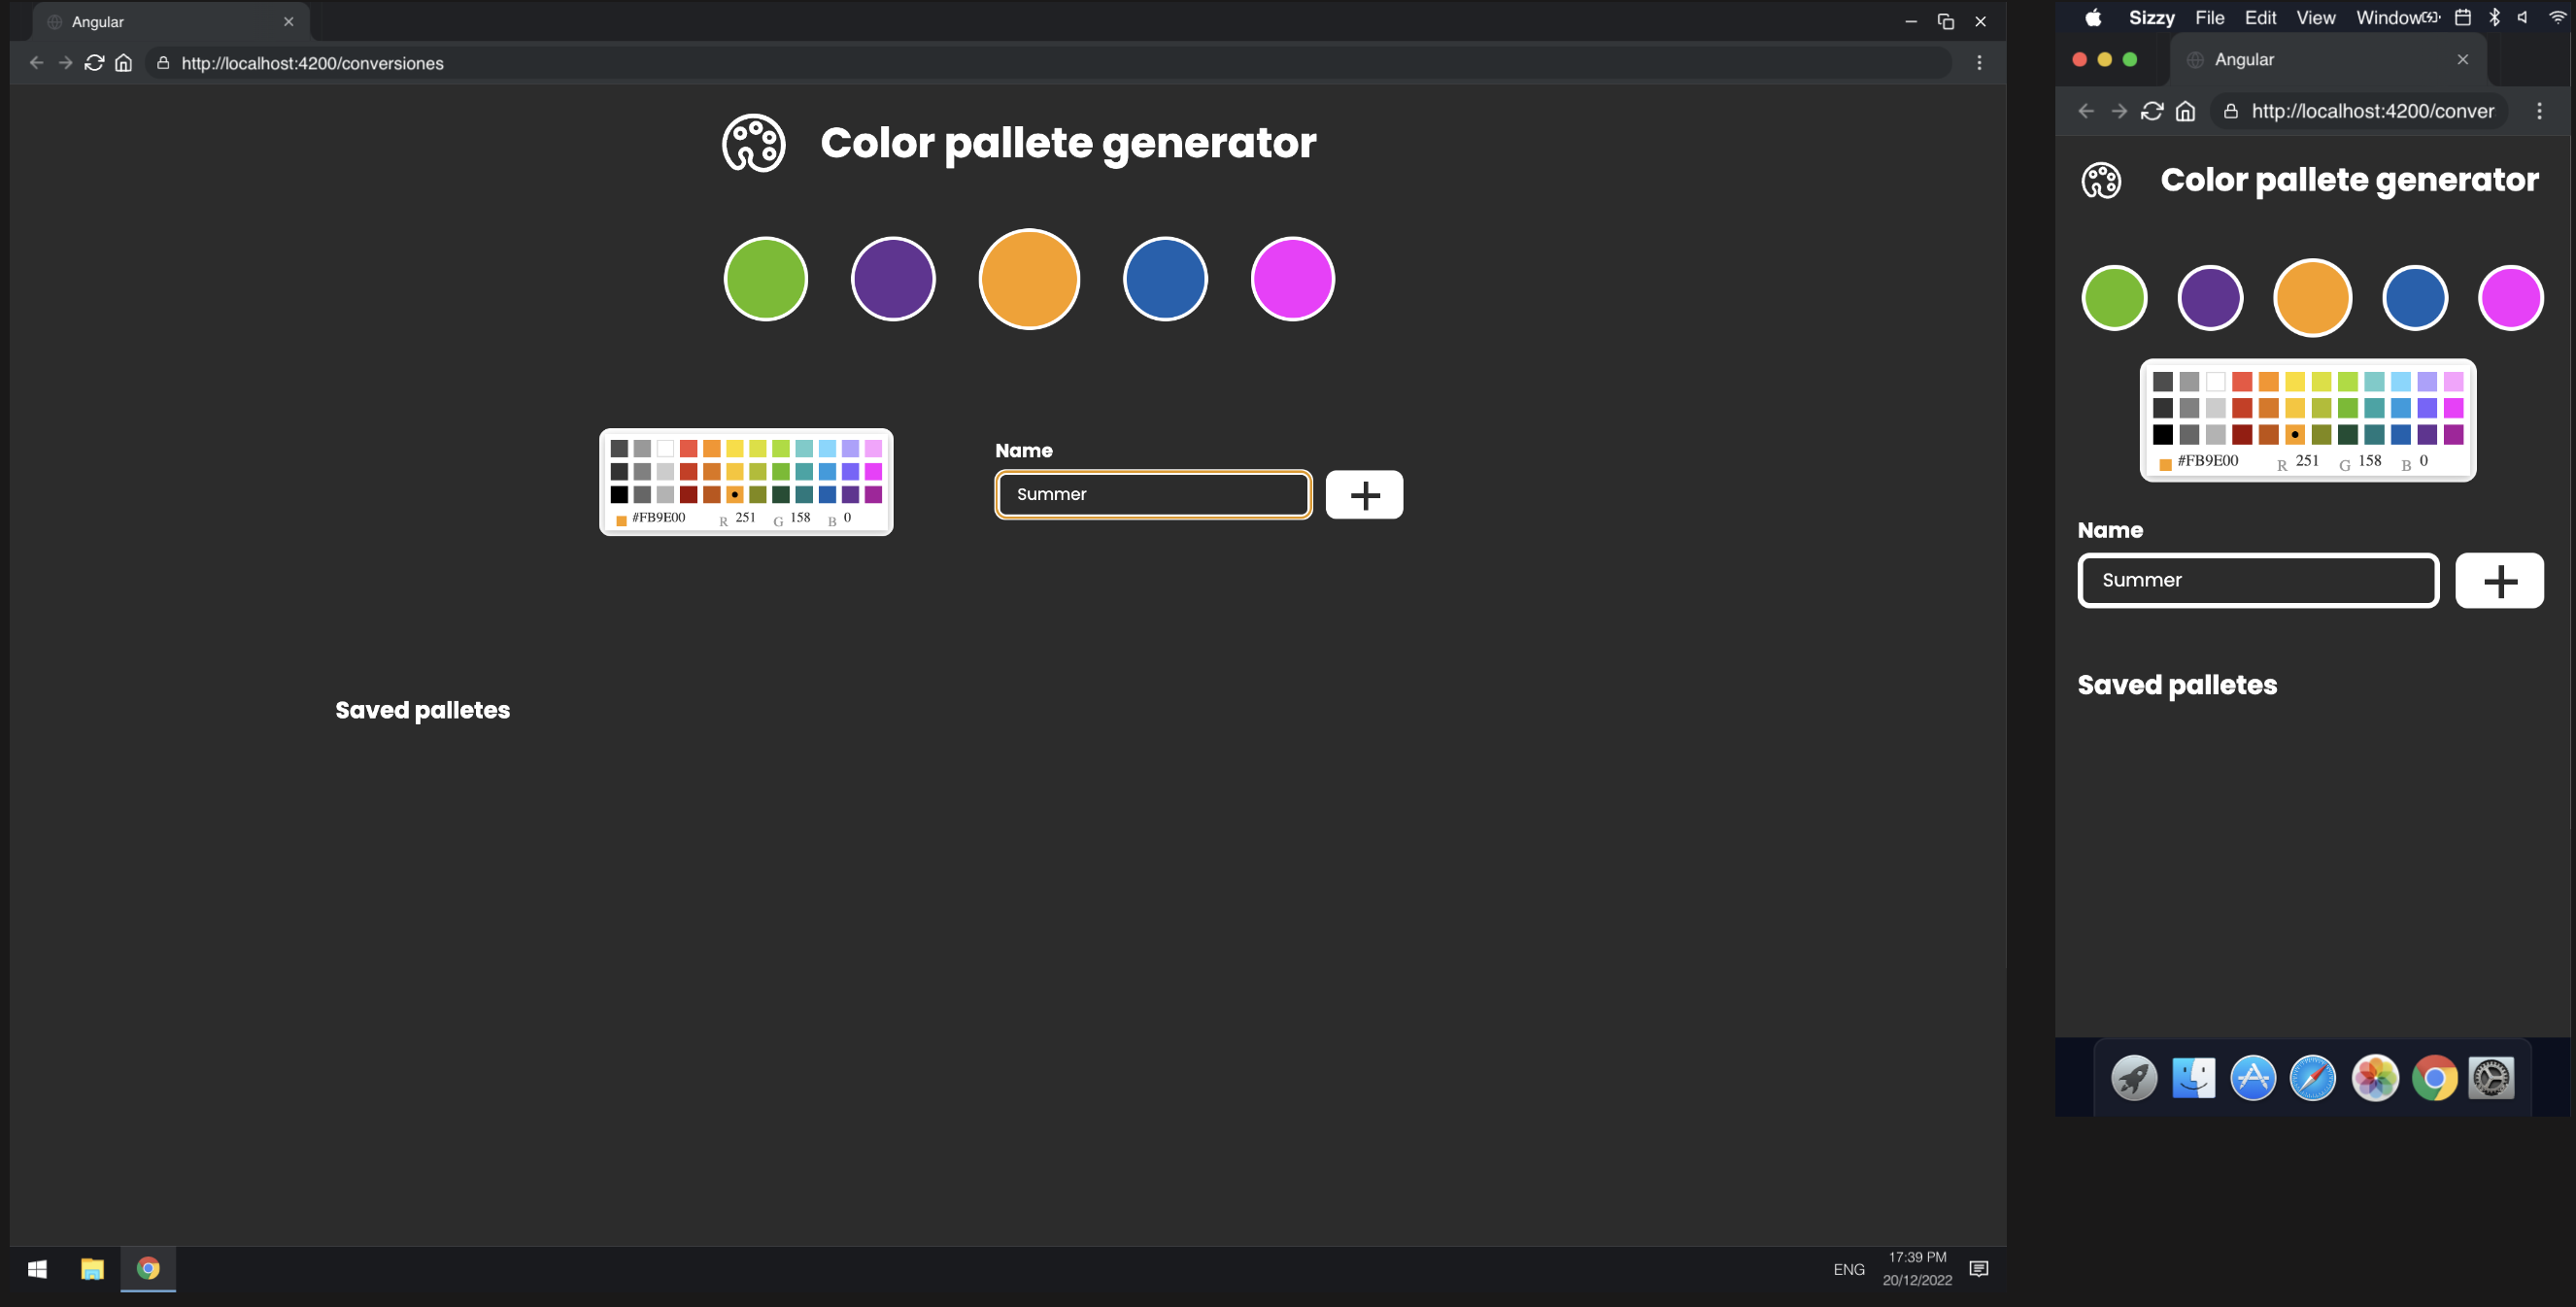 Angular
http://localhost:4200/conversiones
Color pallete generator
#FB9E00 R 251 G 158 B 0
Name
Summer
+
Saved palletes
ENG
17:39 PM
20/12/2022
Sizzy File Edit View Window
Angular
http://localhost:4200/conver
Color pallete generator
#FB9E00 R 251 G 158 B 0
Name
Summer
+
Saved palletes